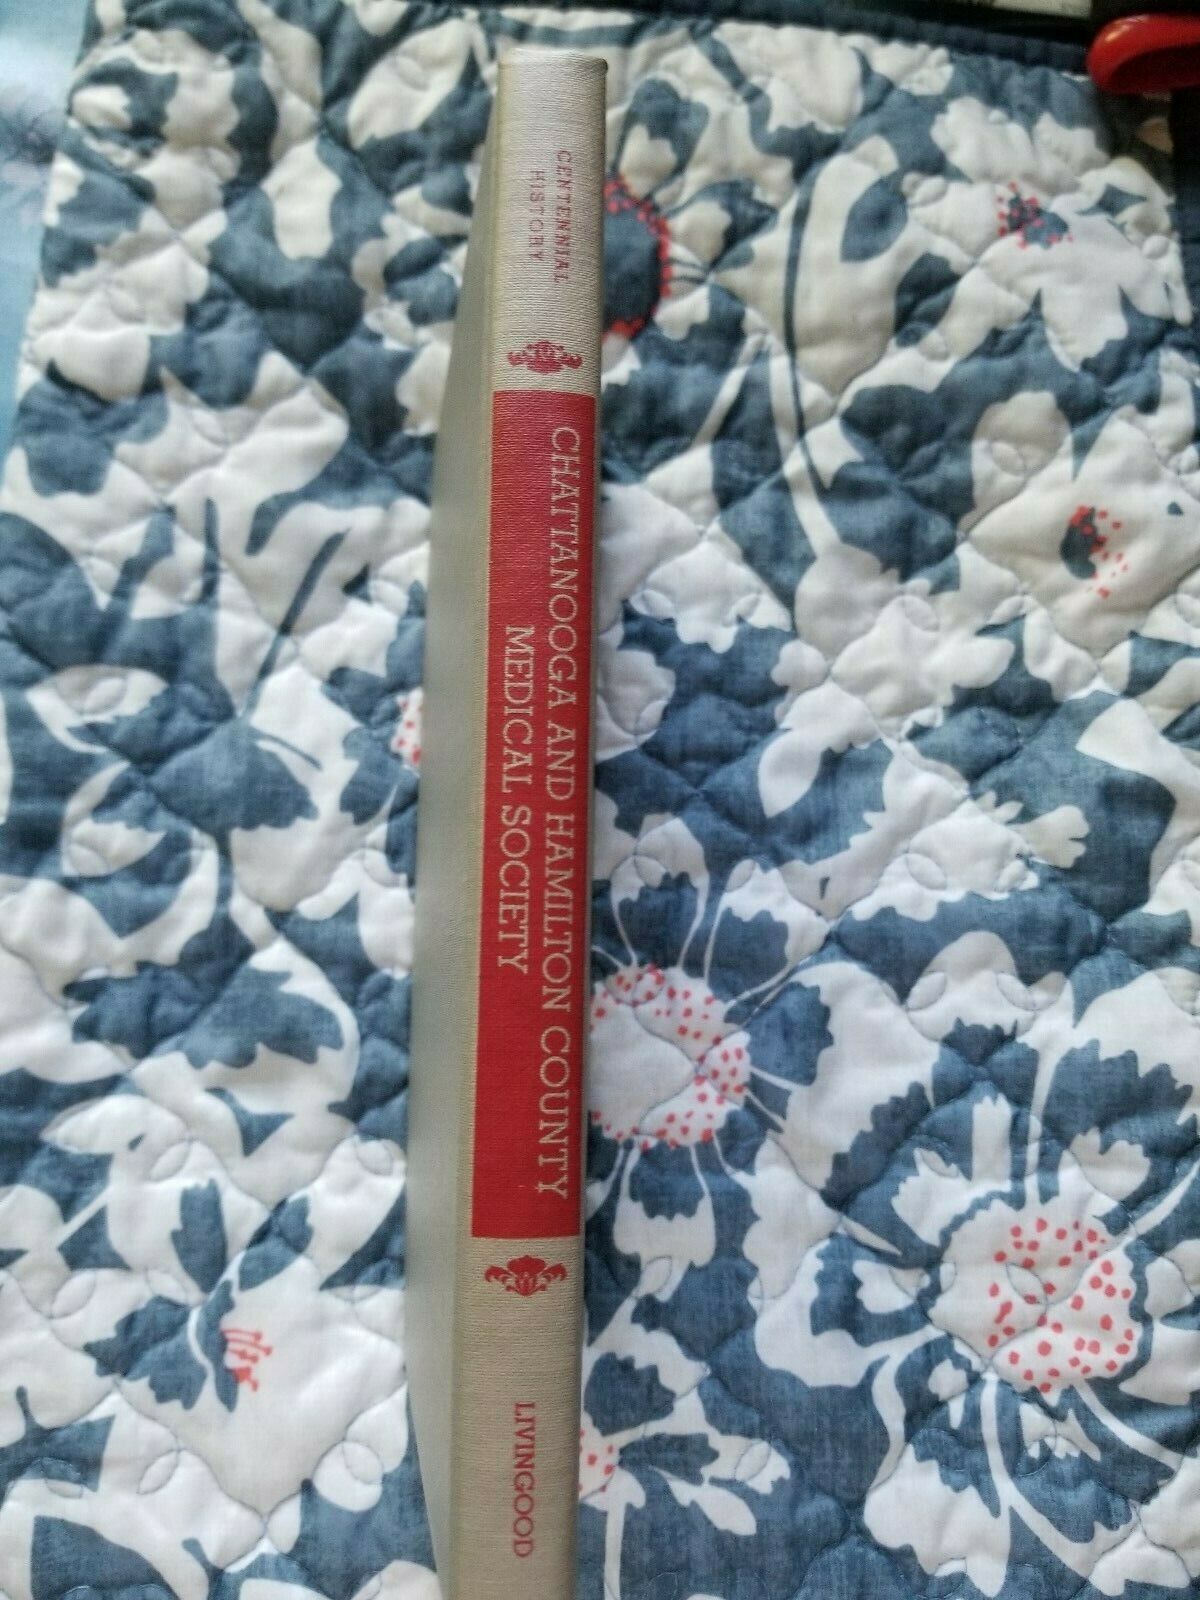 CENTENNIAL
HISTORY
CHATTANOOGA AND HAMILTON COUNTY
MEDICAL SOCIETY
LIVINGOOD